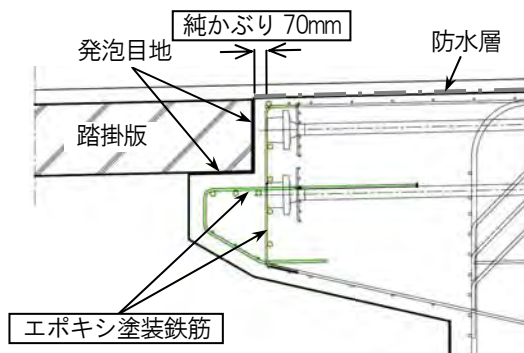 純かぶり 70mm
発泡目地
防水層
踏掛版
エポキシ塗装鉄筋